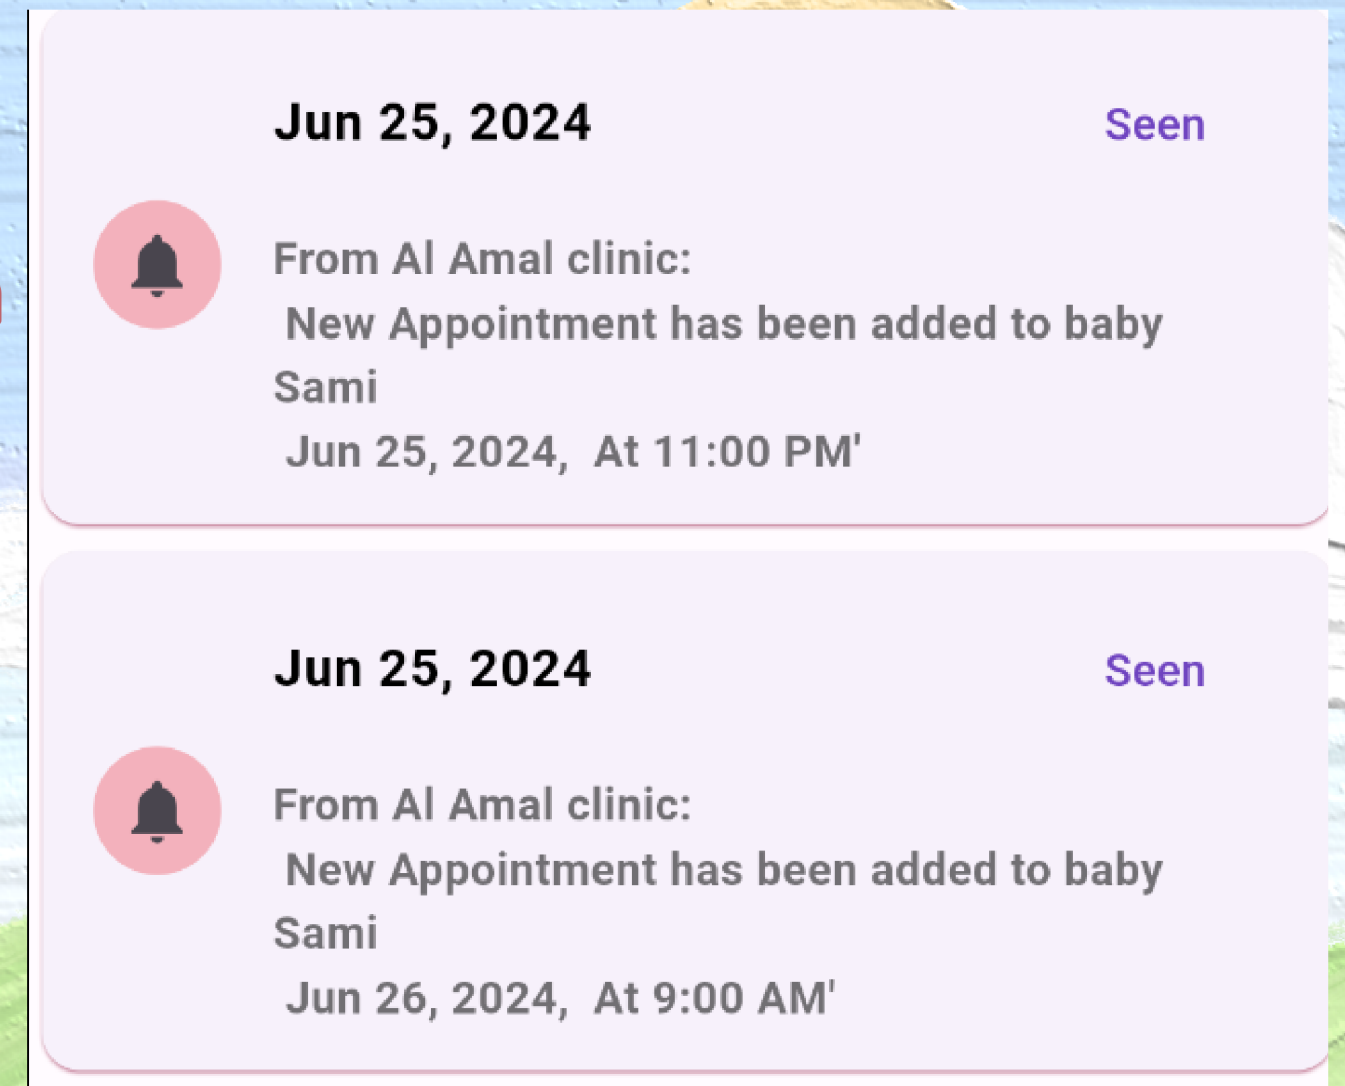 Jun 25, 2024
Seen
From Al Amal clinic:
New Appointment has been added to baby
Sami
Jun 25, 2024,  At 11:00 PM'
Jun 25, 2024
Seen
From Al Amal clinic:
New Appointment has been added to baby
Sami
Jun 26, 2024,  At 9:00 AM'